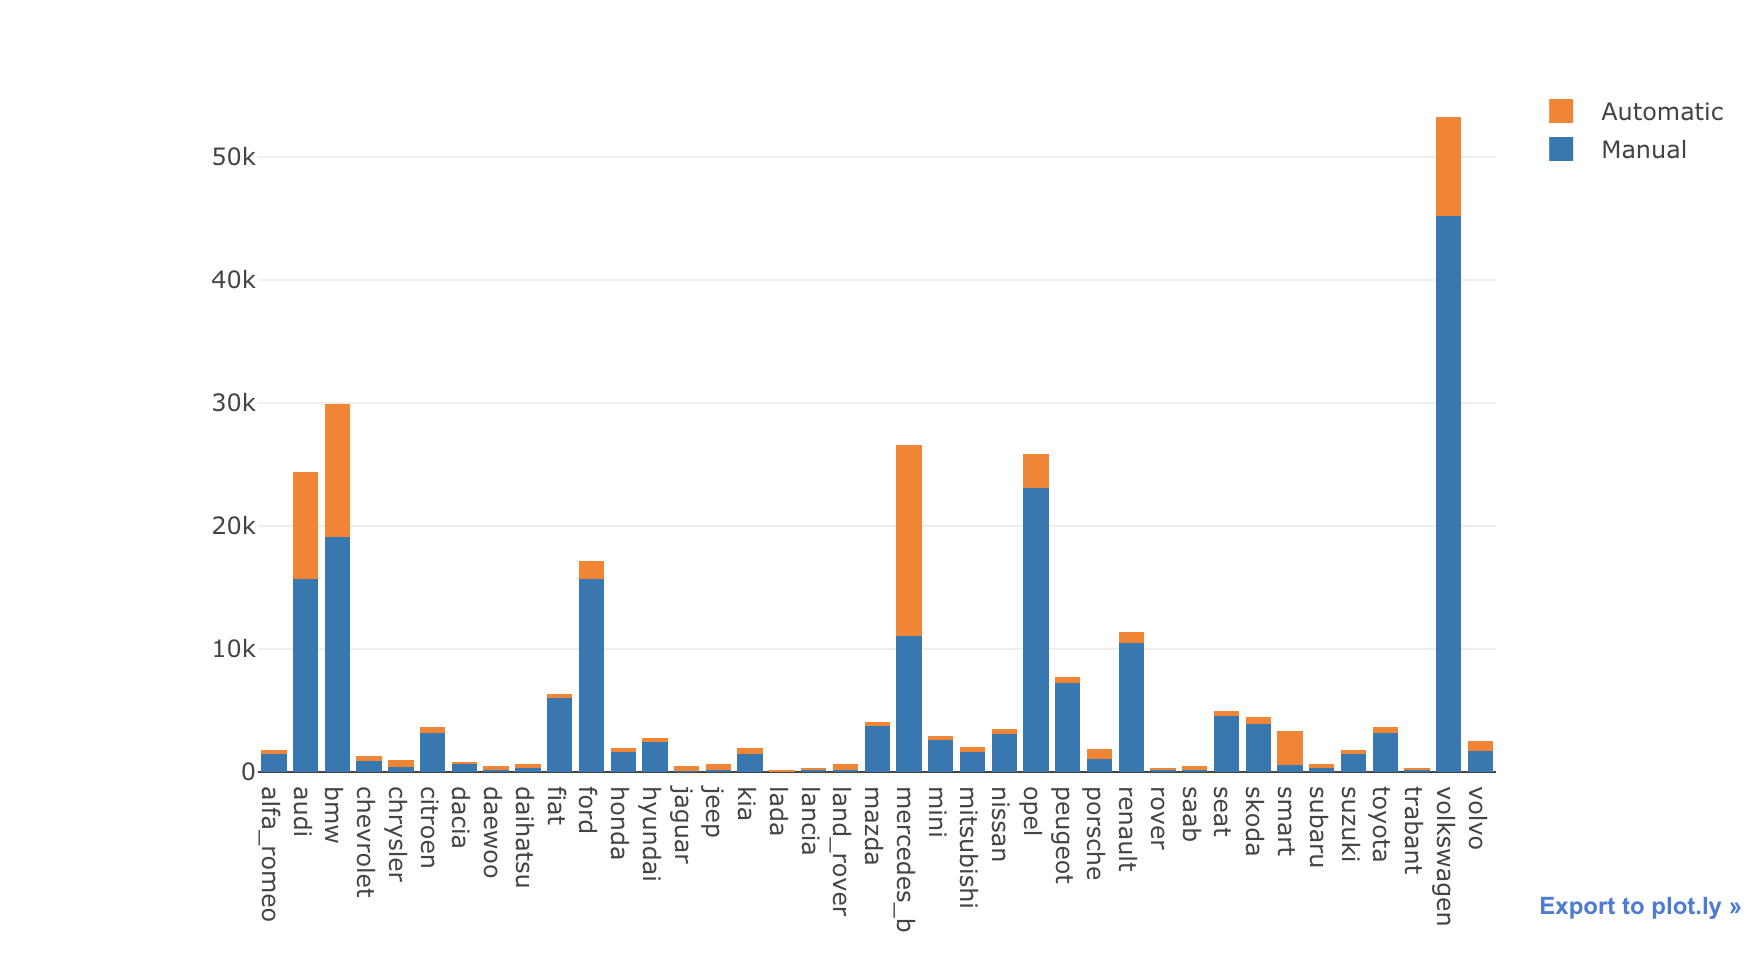 Automatic
Manual
50k
40k
30k
20k
10k
0
alfa_romeo
audi
bmw
chevrolet
chrysler
citroen
dacia
daewoo
daihatsu
fiat
ford
honda
hyundai
jaguar
jeep
kia
lada
lancia
land_rover
mazda
mercedes_b
mini
mitsubishi
nissan
opel
peugeot
porsche
renault
rover
saab
seat
skoda
smart
subaru
suzuki
toyota
trabant
volkswagen
volvo
Export to plot.ly »